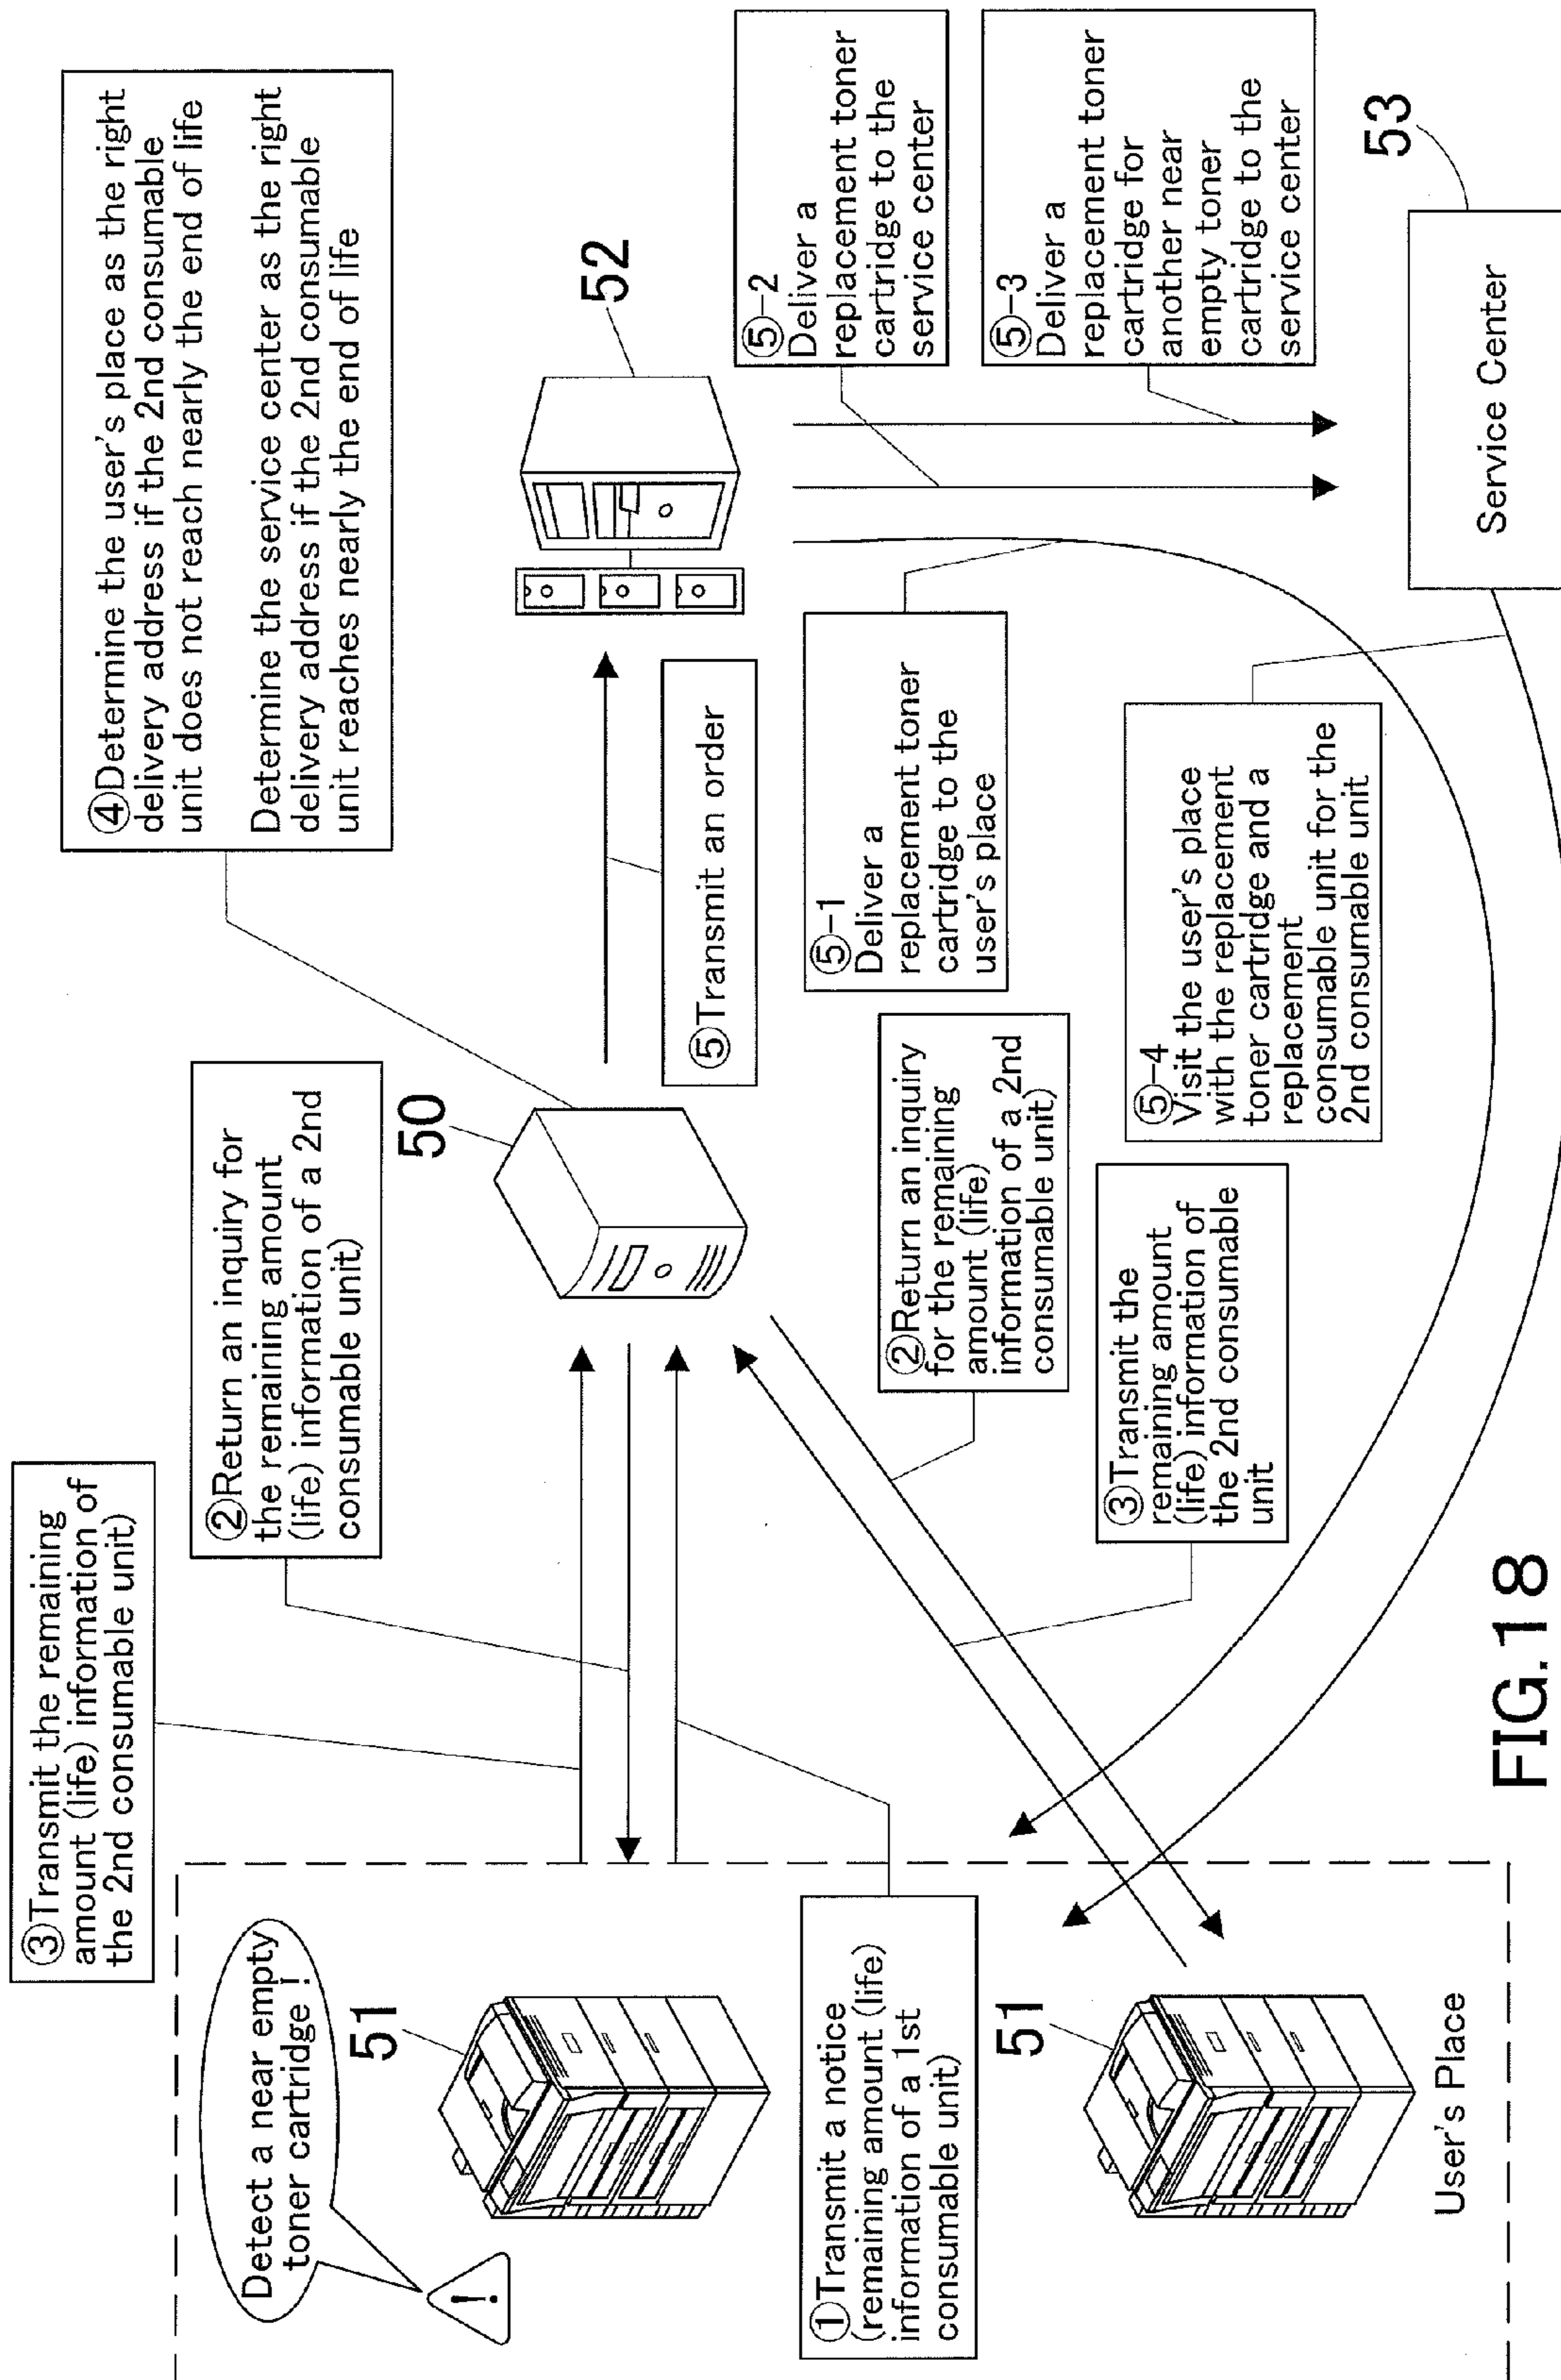 ③Transmit the remaining
amount (life) information of
the 2nd consumable unit)
Detect a near empty
toner cartridge !
!
51
①Transmit a notice
(remaining amount (life)
information of a 1st
consumable unit)
51
User's Place
②Return an inquiry for
the remaining amount
(life) information of a 2nd
consumable unit)
50
②Return an inquiry
for the remaining
amount (life)
information of a 2nd
consumable unit)
③Transmit the
remaining amount
(life) information of
the 2nd consumable
unit
④Determine the user's place as the right
delivery address if the 2nd consumable
unit does not reach nearly the end of life
Determine the service center as the right
delivery address if the 2nd consumable
unit reaches nearly the end of life
⑤Transmit an order
52
⑤-1
Deliver a
replacement toner
cartridge to the
user's place
⑤-2
Deliver a
replacement toner
cartridge to the
service center
⑤-3
Deliver a
replacement toner
cartridge for
another near
empty toner
cartridge to the
service center
⑤-4
Visit the user's place
with the replacement
toner cartridge and a
replacement
consumable unit for the
2nd consumable unit
53
Service Center
FIG.18